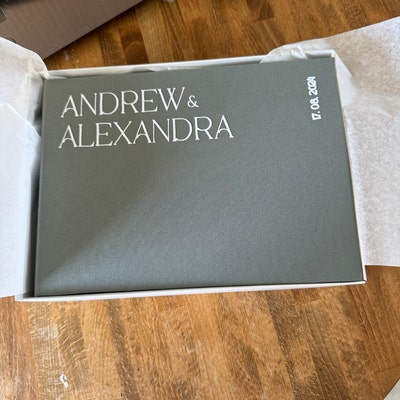 ANDREW &
ALEXANDRA
17. 08. 2024